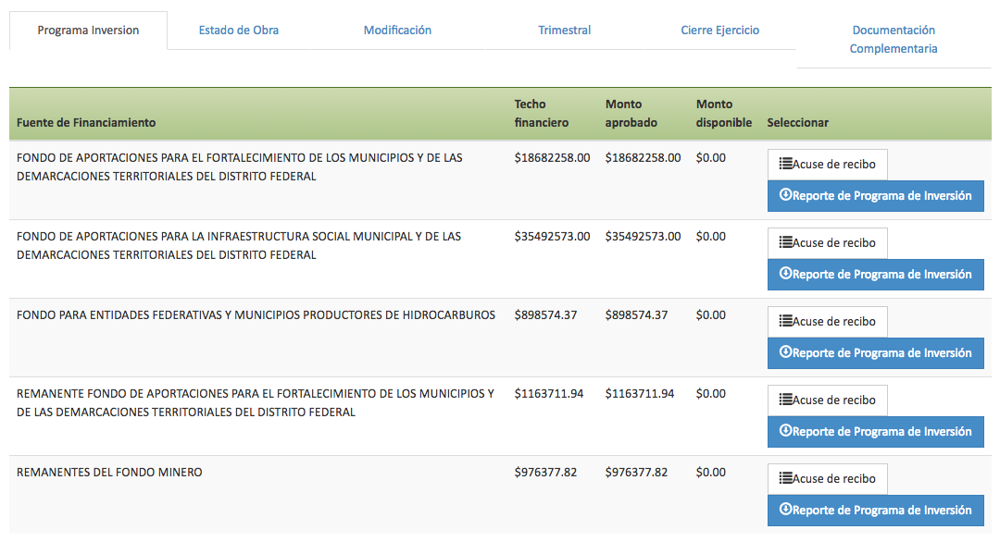 Programa Inversion
Estado de Obra
Modificación
Trimestral
Cierre Ejercicio
Documentación
Complementaria
Fuente de Financiamiento
Techo
financiero
Monto
aprobado
Monto
disponible
Seleccionar
FONDO DE APORTACIONES PARA EL FORTALECIMIENTO DE LOS MUNICIPIOS Y DE LAS
DEMARCACIONES TERRITORIALES DEL DISTRITO FEDERAL
$18682258.00
$18682258.00
$0.00
Acuse de recibo
Reporte de Programa de Inversión
FONDO DE APORTACIONES PARA LA INFRAESTRUCTURA SOCIAL MUNICIPAL Y DE LAS
DEMARCACIONES TERRITORIALES DEL DISTRITO FEDERAL
$35492573.00
$35492573.00
$0.00
Acuse de recibo
Reporte de Programa de Inversión
FONDO PARA ENTIDADES FEDERATIVAS Y MUNICIPIOS PRODUCTORES DE HIDROCARBUROS
$898574.37
$898574.37
$0.00
Acuse de recibo
Reporte de Programa de Inversión
REMANENTE FONDO DE APORTACIONES PARA EL FORTALECIMIENTO DE LOS MUNICIPIOS Y
DE LAS DEMARCACIONES TERRITORIALES DEL DISTRITO FEDERAL
$1163711.94
$1163711.94
$0.00
Acuse de recibo
Reporte de Programa de Inversión
REMANENTES DEL FONDO MINERO
$976377.82
$976377.82
$0.00
Acuse de recibo
Reporte de Programa de Inversión